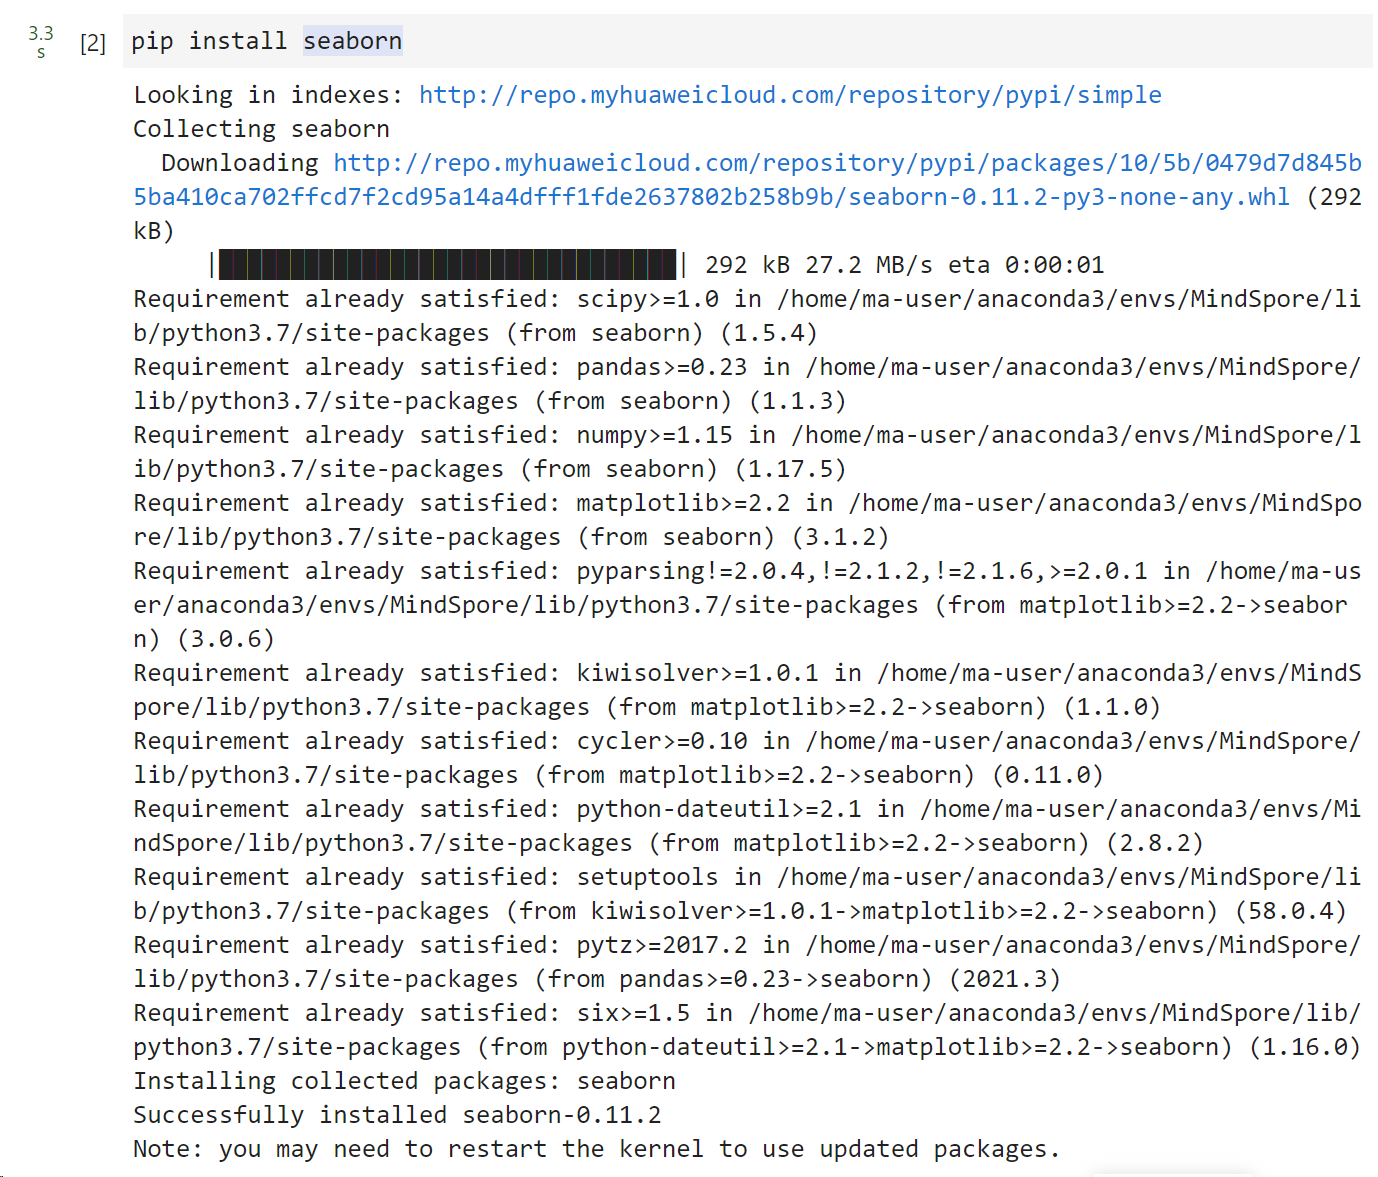 3.3
s
[2] pip install seaborn
Looking in indexes: http://repo.myhuaweicloud.com/repository/pypi/simple
Collecting seaborn
Downloading http://repo.myhuaweicloud.com/repository/pypi/packages/10/5b/0479d7d845b
5ba410ca702ffcd7f2cd95a14a4dfff1fde2637802b258b9b/seaborn-0.11.2-py3-none-any.whl (292
kB)
|████████████████████████████████| 292 kB 27.2 MB/s eta 0:00:01
Requirement already satisfied: scipy>=1.0 in /home/ma-user/anaconda3/envs/MindSpore/li
b/python3.7/site-packages (from seaborn) (1.5.4)
Requirement already satisfied: pandas>=0.23 in /home/ma-user/anaconda3/envs/MindSpore/
lib/python3.7/site-packages (from seaborn) (1.1.3)
Requirement already satisfied: numpy>=1.15 in /home/ma-user/anaconda3/envs/MindSpore/l
ib/python3.7/site-packages (from seaborn) (1.17.5)
Requirement already satisfied: matplotlib>=2.2 in /home/ma-user/anaconda3/envs/MindSpo
re/lib/python3.7/site-packages (from seaborn) (3.1.2)
Requirement already satisfied: pyparsing!=2.0.4,!=2.1.2,!=2.1.6,>=2.0.1 in /home/ma-us
er/anaconda3/envs/MindSpore/lib/python3.7/site-packages (from matplotlib>=2.2->seabor
n) (3.0.6)
Requirement already satisfied: kiwisolver>=1.0.1 in /home/ma-user/anaconda3/envs/MindS
pore/lib/python3.7/site-packages (from matplotlib>=2.2->seaborn) (1.1.0)
Requirement already satisfied: cycler>=0.10 in /home/ma-user/anaconda3/envs/MindSpore/
lib/python3.7/site-packages (from matplotlib>=2.2->seaborn) (0.11.0)
Requirement already satisfied: python-dateutil>=2.1 in /home/ma-user/anaconda3/envs/Mi
ndSpore/lib/python3.7/site-packages (from matplotlib>=2.2->seaborn) (2.8.2)
Requirement already satisfied: setuptools in /home/ma-user/anaconda3/envs/MindSpore/li
b/python3.7/site-packages (from kiwisolver>=1.0.1->matplotlib>=2.2->seaborn) (58.0.4)
Requirement already satisfied: pytz>=2017.2 in /home/ma-user/anaconda3/envs/MindSpore/
lib/python3.7/site-packages (from pandas>=0.23->seaborn) (2021.3)
Requirement already satisfied: six>=1.5 in /home/ma-user/anaconda3/envs/MindSpore/lib/
python3.7/site-packages (from python-dateutil>=2.1->matplotlib>=2.2->seaborn) (1.16.0)
Installing collected packages: seaborn
Successfully installed seaborn-0.11.2
Note: you may need to restart the kernel to use updated packages.